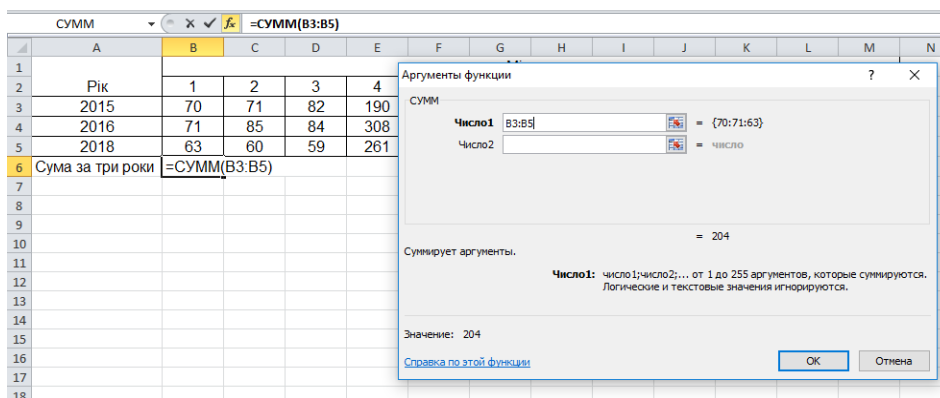 СУММ fx =СУММ(B3:B5)
A B C D E F G H I J K L M N
1
2 Рік 1 2 3 4
3 2015 70 71 82 190
4 2016 71 85 84 308
5 2018 63 60 59 261
6 Сума за три роки =СУММ(B3:B5)
7
8
9
10
11
12
13
14
15
16
17
18
Аргументы функции ? X
СУММ
Число1 B3:B5 = {70:71:63}
Число2 = число
= 204
Суммирует аргументы.
Число1: число1;число2;... от 1 до 255 аргументов, которые суммируются.
Логические и текстовые значения игнорируются.
Значение: 204
Справка по этой функции OK Отмена